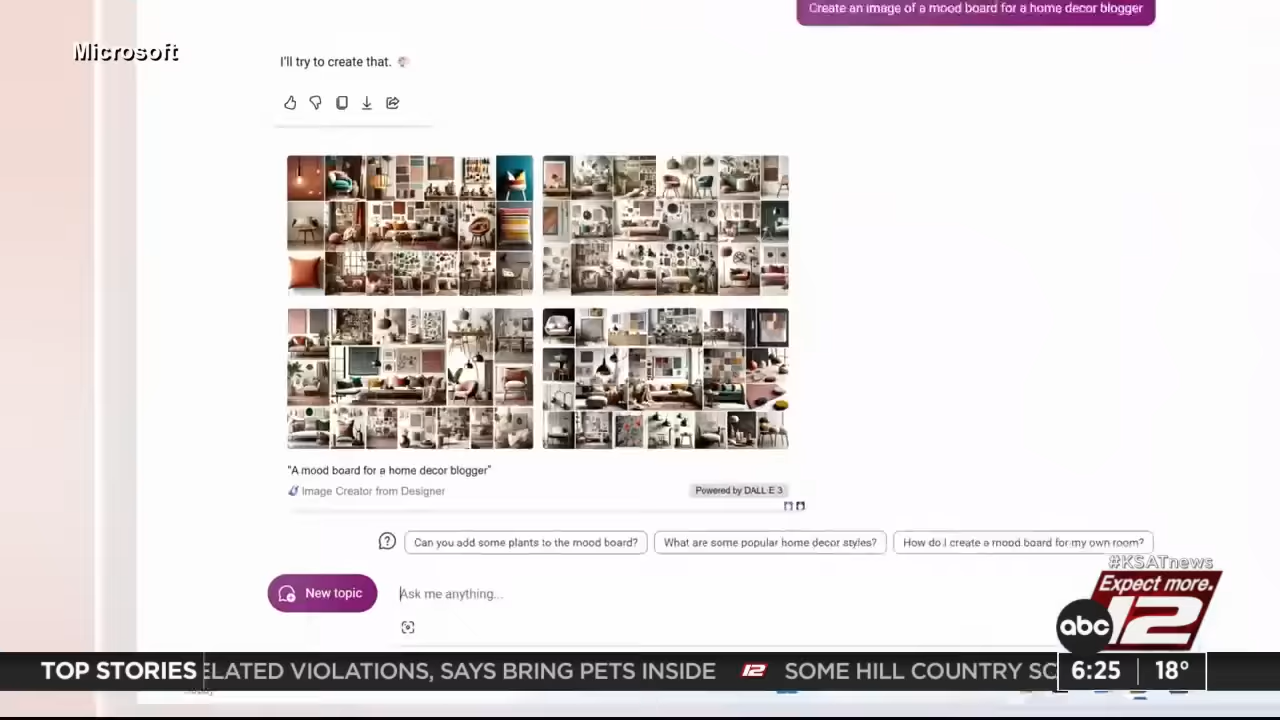 Create an image of a mood board for a home decor blogger
Microsoft
I'll try to create that.
"A mood board for a home decor blogger"
Image Creator from Designer
Powered by DALL·E 3
Can you add some plants to the mood board?
What are some popular home decor styles?
How do I create a mood board for my own room?
#KSATnews
New topic
Ask me anything...
Expect more.
abc
12
TOP STORIES
ELATED VIOLATIONS, SAYS BRING PETS INSIDE
12
SOME HILL COUNTRY SC
6:25
18°